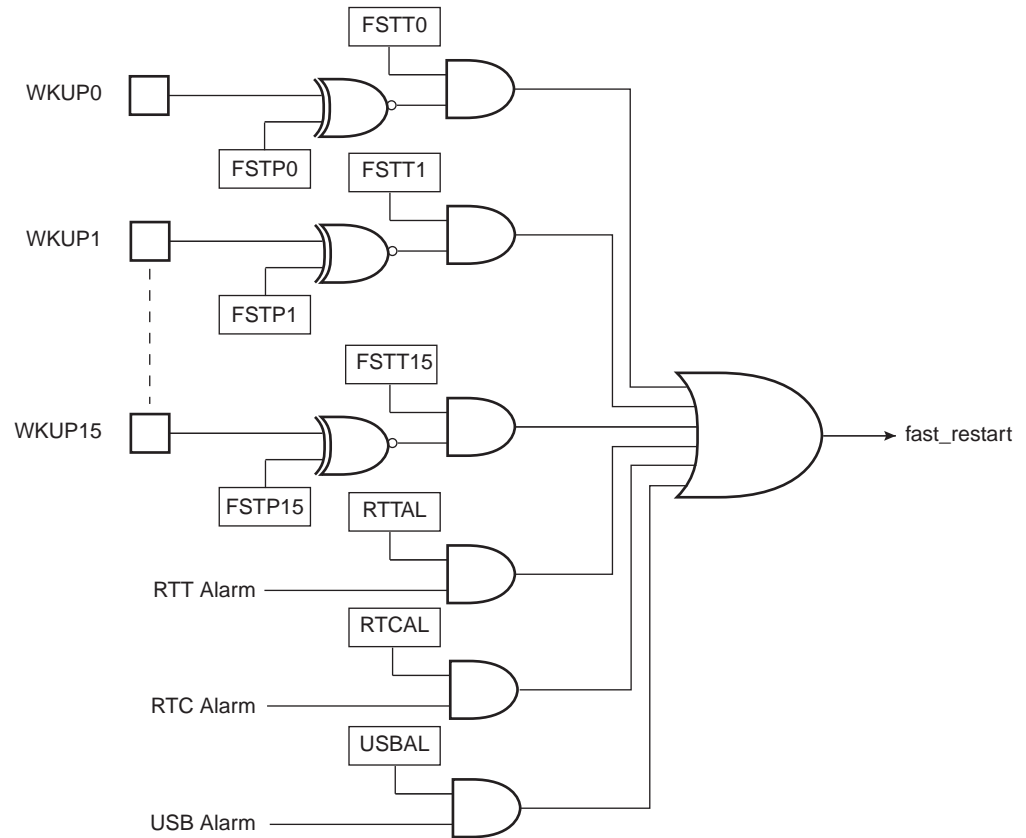 FSTT0
WKUP0
FSTP0
FSTT1
WKUP1
FSTP1
FSTT15
WKUP15
fast_restart
FSTP15
RTTAL
RTT Alarm
RTCAL
RTC Alarm
USBAL
USB Alarm